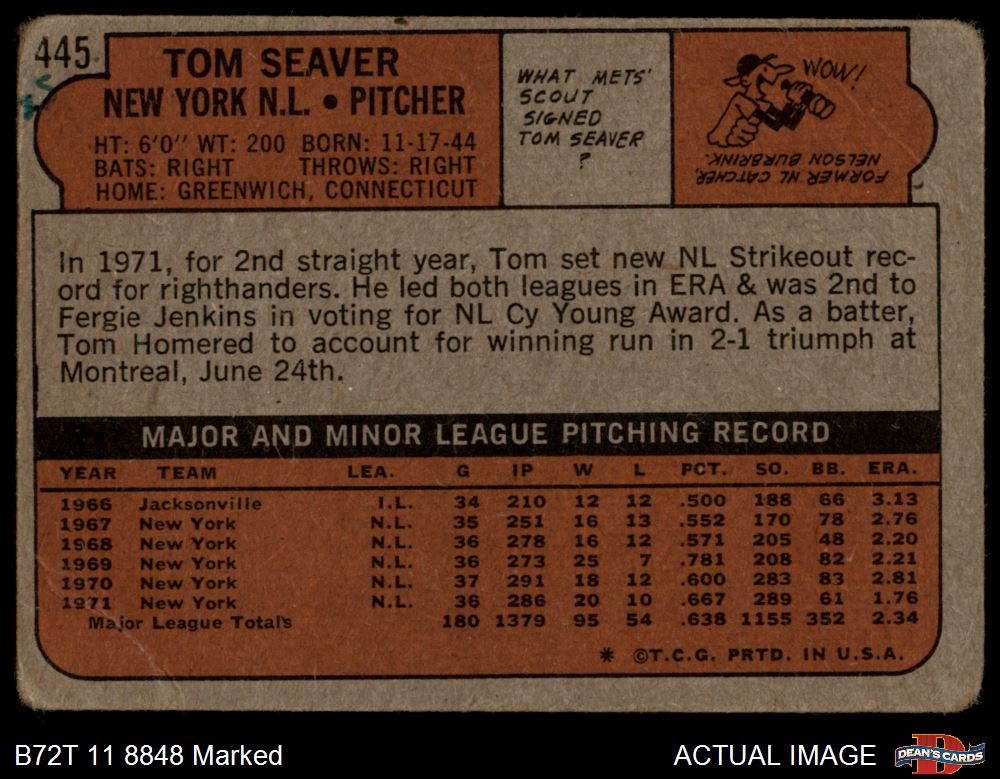 445
TOM SEAVER
NEW YORK N.L. • PITCHER
HT: 6'0" WT: 200 BORN: 11-17-44
BATS: RIGHT THROWS: RIGHT
HOME: GREENWICH, CONNECTICUT
WHAT METS'
SCOUT
SIGNED
TOM SEAVER
?
WOW!
FORMER NL CATCHER,
NELSON BURBRINK.
In 1971, for 2nd straight year, Tom set new NL Strikeout rec-
ord for righthanders. He led both leagues in ERA & was 2nd to
Fergie Jenkins in voting for NL Cy Young Award. As a batter,
Tom Homered to account for winning run in 2-1 triumph at
Montreal, June 24th.
MAJOR AND MINOR LEAGUE PITCHING RECORD
YEAR TEAM LEA. G IP W L PCT. SO. BB. ERA.
1966 Jacksonville I.L. 34 210 12 12 .500 188 66 3.13
1967 New York N.L. 35 251 16 13 .552 170 78 2.76
1968 New York N.L. 36 278 16 12 .571 205 48 2.20
1969 New York N.L. 36 273 25 7 .781 208 82 2.21
1970 New York N.L. 37 291 18 12 .600 283 83 2.81
1971 New York N.L. 36 286 20 10 .667 289 61 1.76
Major League Totals 180 1379 95 54 .638 1155 352 2.34
* ©T.C.G. PRTD. IN U.S.A.
B72T 11 8848 Marked
ACTUAL IMAGE
DEAN'S CARDS